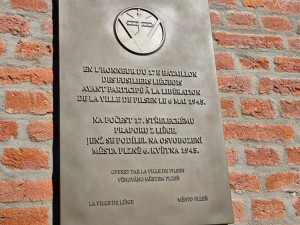 EN L'HONNEUR DU 17E BATAILLON
DES FUSILIERS LIÉGEOIS
AYANT PARTICIPÉ À LA LIBÉRATION
DE LA VILLE DE PILSEN LE 6 MAI 1945.
NA POČEST 17. STŘELECKÉMU
PRAPORU Z LIÈGE,
JENŽ SE PODÍLEL NA OSVOBOZENÍ
MĚSTA PLZNĚ 6. KVĚTNA 1945.
OFFERT PAR LA VILLE DE PILSEN
VĚNOVÁNO MĚSTEM PLZEŇ
LA VILLE DE LIÈGE MĚSTO PLZEŇ